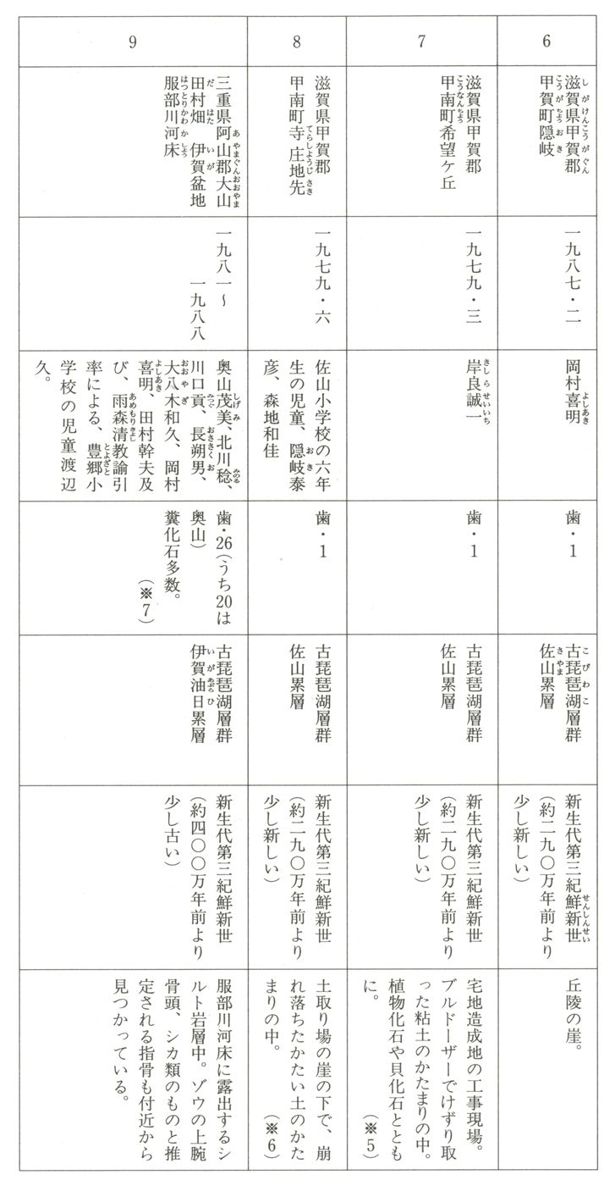 6
滋賀県甲賀郡
甲賀町隠岐
一九八七・二
岡村喜明
歯・1
古琵琶湖層群
佐山累層
新生代第三紀鮮新世
（約二九〇万年前より
少し新しい）
丘陵の崖。
7
滋賀県甲賀郡
甲南町希望ケ丘
一九七九・三
岸良誠一
歯・1
古琵琶湖層群
佐山累層
新生代第三紀鮮新世
（約二九〇万年前より
少し新しい）
宅地造成地の工事現場。
ブルドーザーでけずり取
った粘土のかたまりの中。
植物化石や貝化石ととも
に。
（※5）
8
滋賀県甲賀郡
甲南町寺庄地先
一九七九・六
佐山小学校の六年
生の児童、隠岐泰
彦、森地和佳
歯・1
古琵琶湖層群
佐山累層
新生代第三紀鮮新世
（約二九〇万年前より
少し新しい）
土取り場の崖の下で、崩
れ落ちたかたい土のかた
まりの中。
（※6）
9
三重県阿山郡大山
田村畑　伊賀盆地
服部川河床
一九八一〜
一九八八
奥山茂美、北川稔、
川口貢、長朔男、
大八木和久、岡村
喜明、田村幹夫及
び、雨森清教諭引
率による、豊郷小
学校の児童渡辺
久。
歯・26（うち20は
奥山）
糞化石多数。
（※7）
古琵琶湖層群
伊賀油日累層
新生代第三紀鮮新世
（約四〇〇万年前より
少し古い）
服部川河床に露出するシ
ルト岩層中。ゾウの上腕
骨頭、シカ類のものと推
定される指骨も付近から
見つかっている。